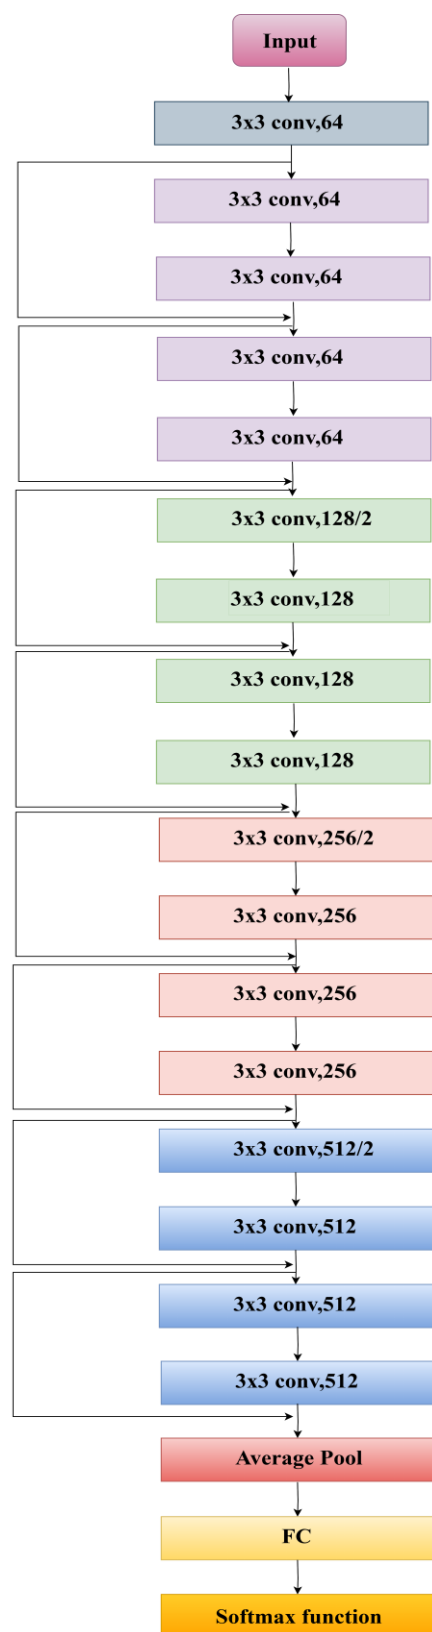 Input
3x3 conv,64
3x3 conv,64
3x3 conv,64
3x3 conv,64
3x3 conv,64
3x3 conv,128/2
3x3 conv,128
3x3 conv,128
3x3 conv,128
3x3 conv,256/2
3x3 conv,256
3x3 conv,256
3x3 conv,256
3x3 conv,512/2
3x3 conv,512
3x3 conv,512
3x3 conv,512
Average Pool
FC
Softmax function